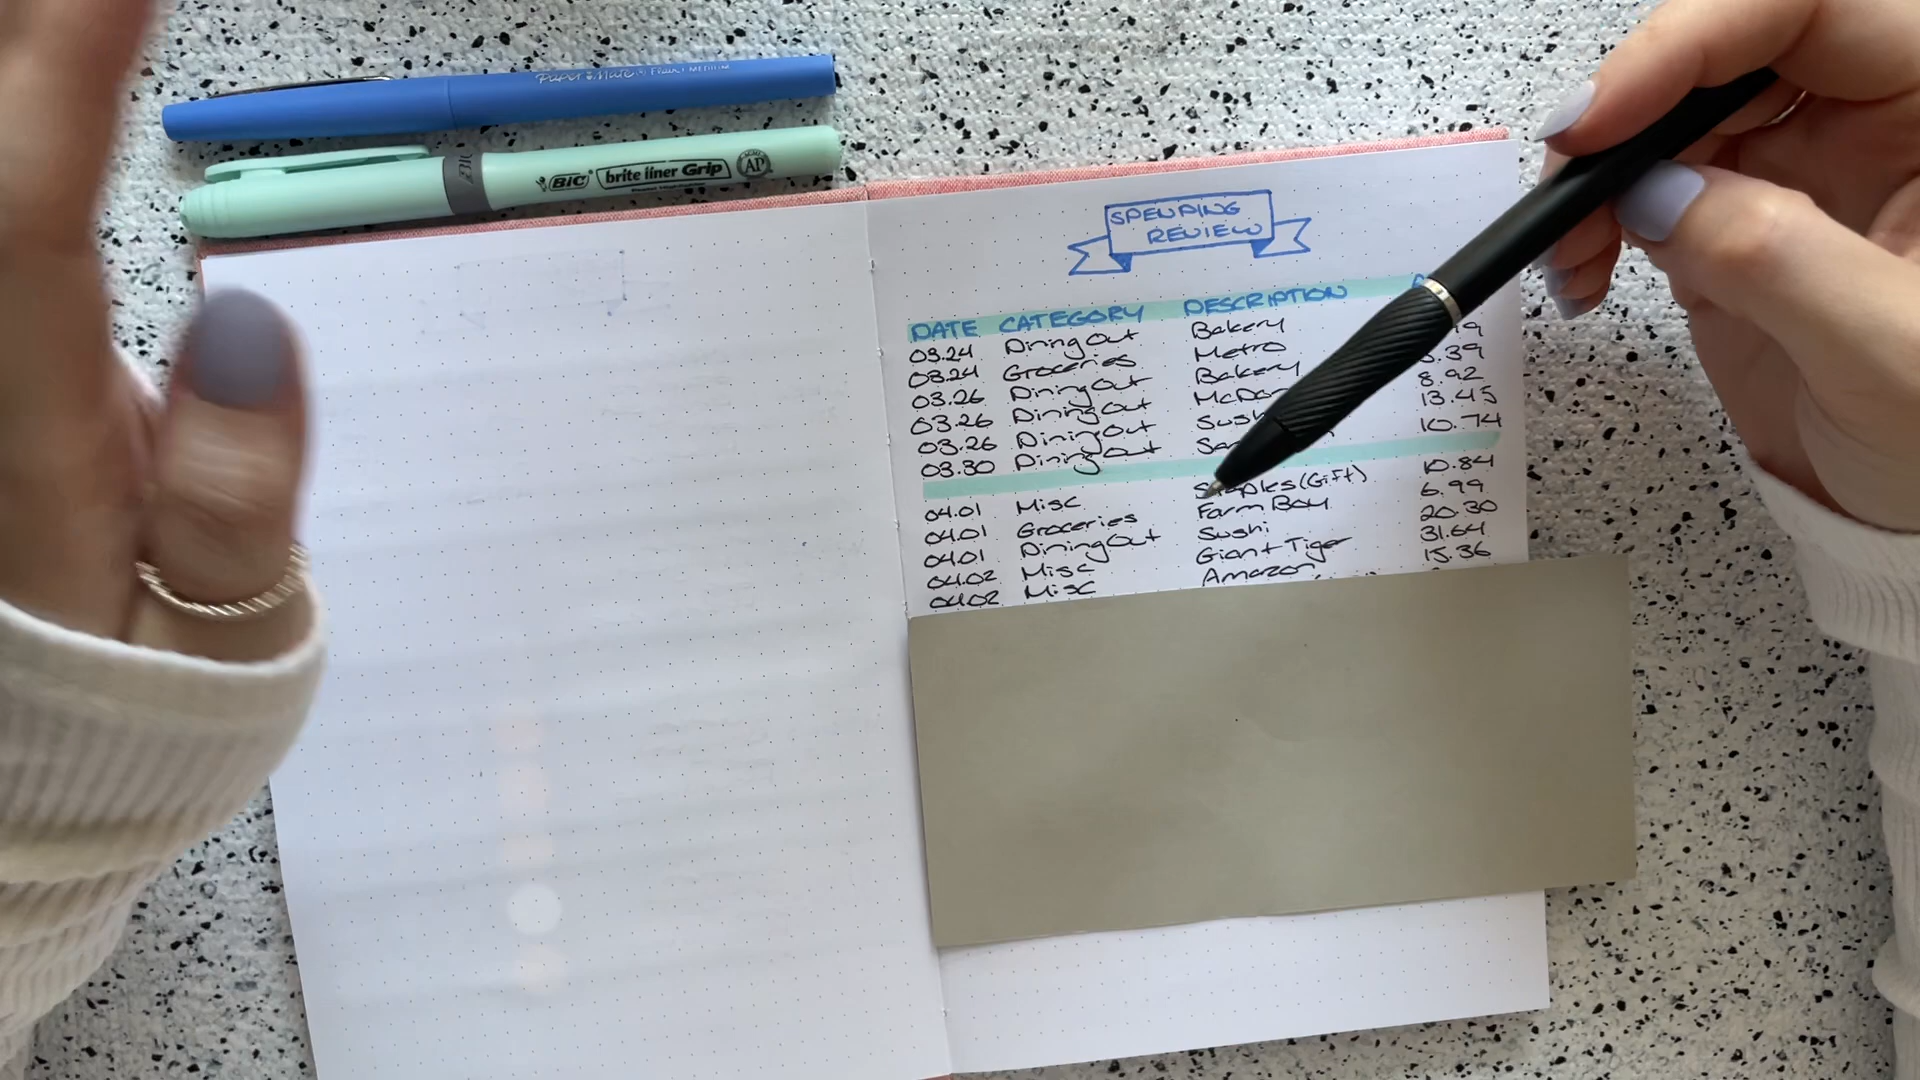 Paper Mate Flair MEDIUM
BIC
BIC brite liner Grip AP
SPENDING
REVIEW
DATE CATEGORY DESCRIPTION
03.24 Dining Out Bakery
03.24 Groceries Metro
03.26 Dining Out Bakery
03.26 Dining Out 8.92
03.26 Dining Out 13.45
03.30 Dining Out 10.74
04.01 Misc Staples (Gift) 10.84
04.01 Groceries Farm Boy 6.99
04.01 Dining Out Sushi 20.30
04.02 Misc Giant Tiger 31.64
04.02 Misc Amazon 15.36